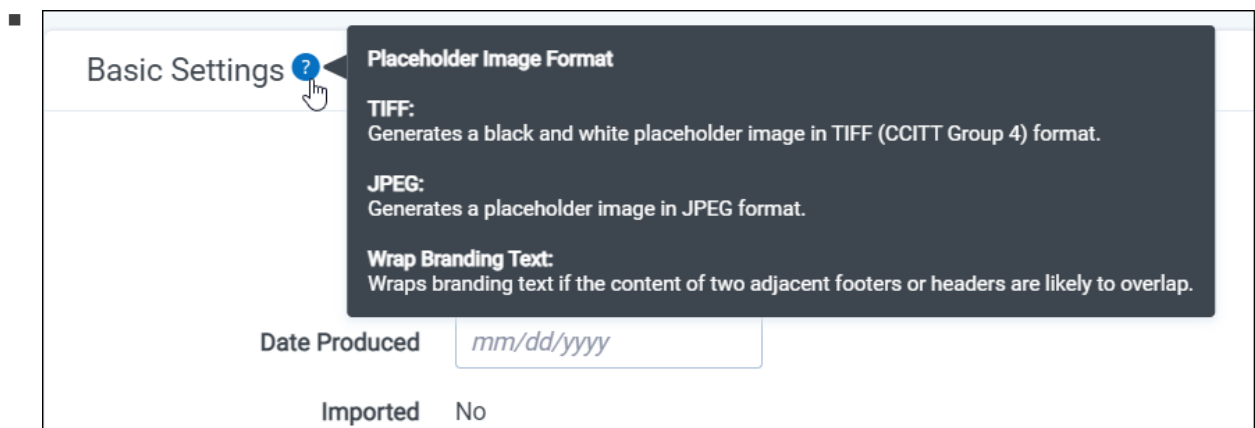 Basic Settings ?
Placeholder Image Format
TIFF:
Generates a black and white placeholder image in TIFF (CCITT Group 4) format.
JPEG:
Generates a placeholder image in JPEG format.
Wrap Branding Text:
Wraps branding text if the content of two adjacent footers or headers are likely to overlap.
Date Produced mm/dd/yyyy
Imported No